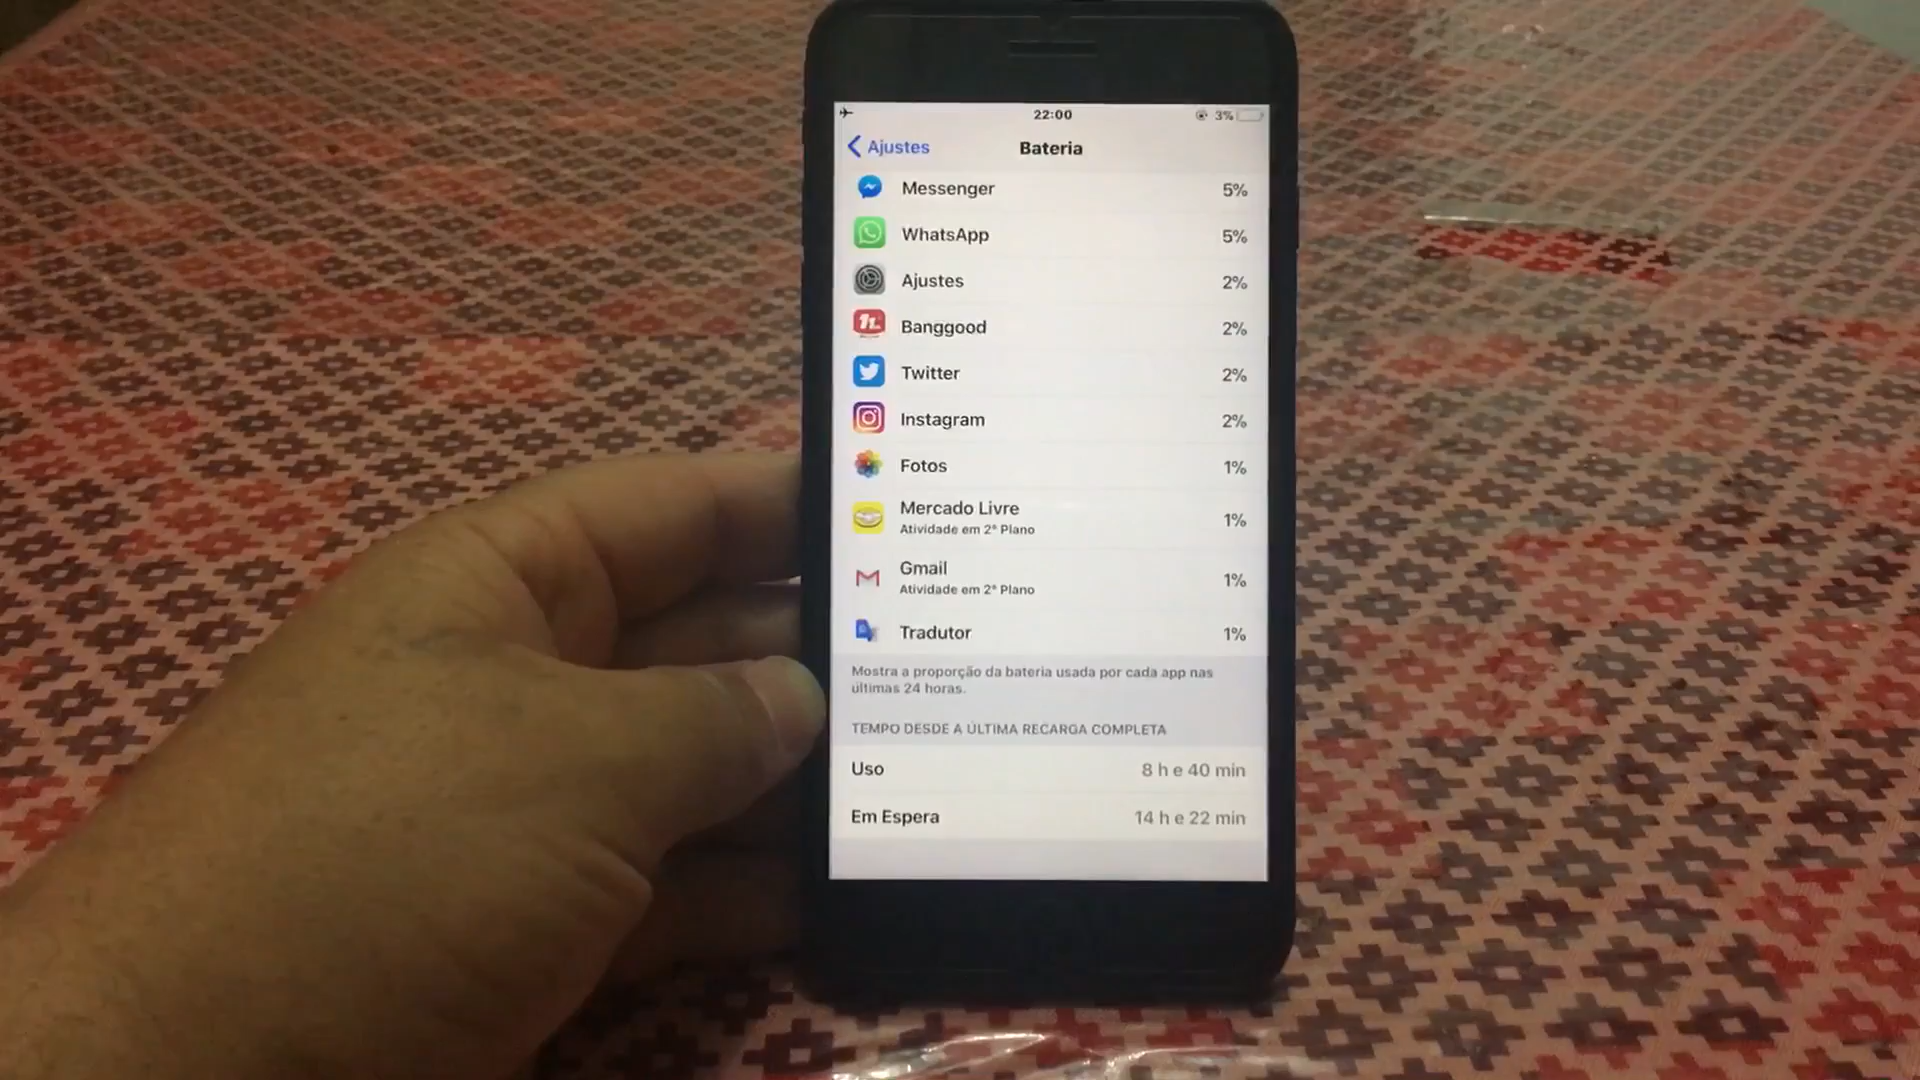 22:00
3%
Ajustes
Bateria
Messenger 5%
WhatsApp 5%
Ajustes 2%
Banggood 2%
Twitter 2%
Instagram 2%
Fotos 1%
Mercado Livre
Atividade em 2º Plano 1%
Gmail
Atividade em 2º Plano 1%
Tradutor 1%
Mostra a proporção da bateria usada por cada app nas
últimas 24 horas.
TEMPO DESDE A ÚLTIMA RECARGA COMPLETA
Uso 8 h e 40 min
Em Espera 14 h e 22 min